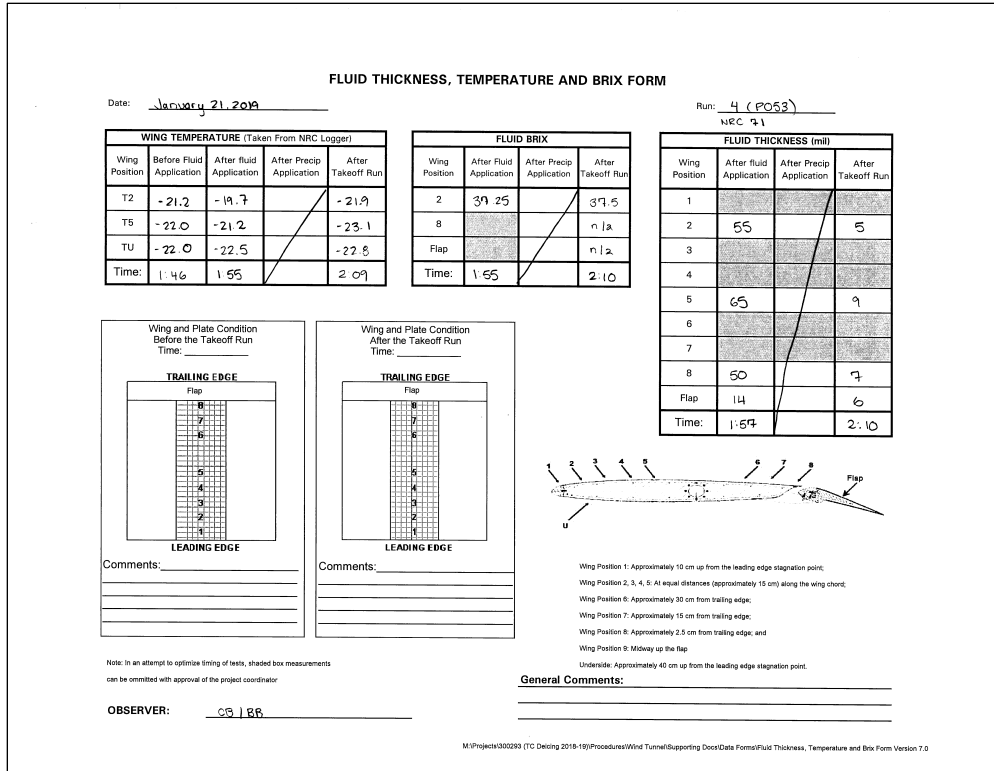 FLUID THICKNESS, TEMPERATURE AND BRIX FORM
Date: January 21, 2019
Run: 4 (P053)
NRC 71
WING TEMPERATURE (Taken From NRC Logger)
Wing Position Before Fluid Application After fluid Application After Precip Application After Takeoff Run
T2 -21.2 -19.7 -21.9
T5 -22.0 -21.2 -23.1
TU -22.0 -22.5 -22.8
Time: 1:46 1:55 2:09
FLUID BRIX
Wing Position After Fluid Application After Precip Application After Takeoff Run
2 37.25 37.5
8 n/a
Flap n/a
Time: 1:55 2:10
FLUID THICKNESS (mil)
Wing Position After fluid Application After Precip Application After Takeoff Run
1
2 55 5
3
4
5 65 9
6
7
8 50 7
Flap 14 6
Time: 1:57 2:10
Wing and Plate Condition
Before the Takeoff Run
Time:
TRAILING EDGE
Flap
8
7
6
5
4
3
2
1
LEADING EDGE
Comments:
Wing and Plate Condition
After the Takeoff Run
Time:
TRAILING EDGE
Flap
8
7
6
5
4
3
2
1
LEADING EDGE
Comments:
1 2 3 4 5 6 7 8 Flap
U
Wing Position 1: Approximately 10 cm up from the leading edge stagnation point;
Wing Position 2, 3, 4, 5: At equal distances (approximately 15 cm) along the wing chord;
Wing Position 6: Approximately 30 cm from trailing edge;
Wing Position 7: Approximately 15 cm from trailing edge;
Wing Position 8: Approximately 2.5 cm from trailing edge; and
Wing Position 9: Midway up the flap
Underside: Approximately 40 cm up from the leading edge stagnation point.
Note: In an attempt to optimize timing of tests, shaded box measurements
can be ommitted with approval of the project coordinator
General Comments:
OBSERVER: CB / BB
M:\Projects\300293 (TC Deicing 2018-19)\Procedures\Wind Tunnel\Supporting Docs\Data Forms\Fluid Thickness, Temperature and Brix Form Version 7.0